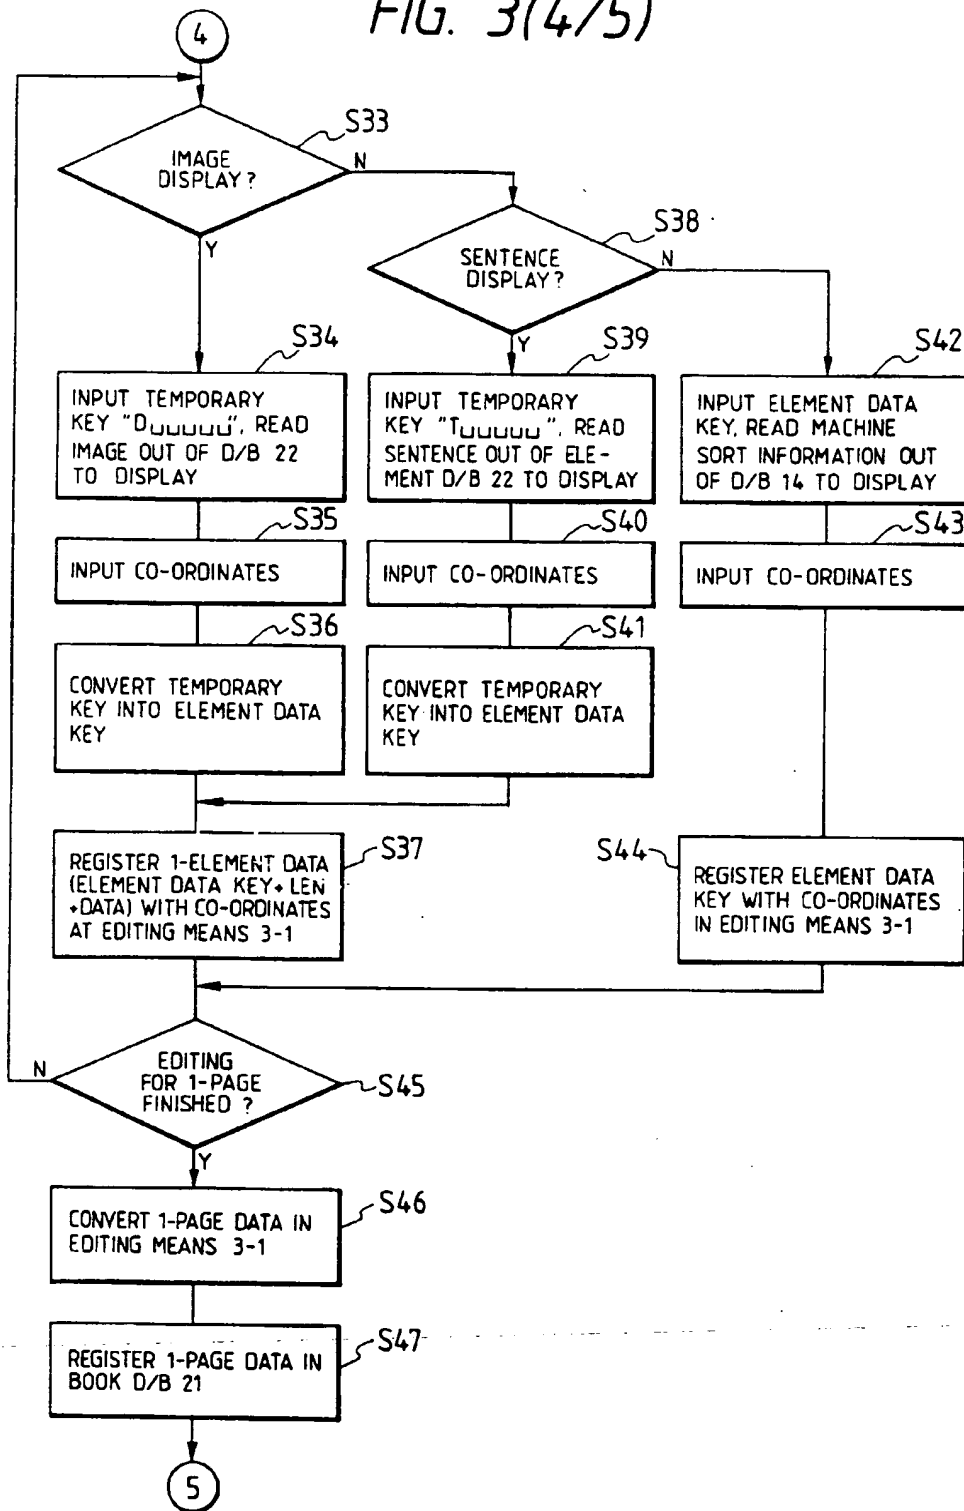 FIG. 3(4/5)
4
S33
IMAGE
DISPLAY?
N
Y
S38
SENTENCE
DISPLAY?
N
Y
S34
INPUT TEMPORARY
KEY "D␣␣␣␣␣", READ
IMAGE OUT OF D/B 22
TO DISPLAY
S39
INPUT TEMPORARY
KEY "T␣␣␣␣␣", READ
SENTENCE OUT OF ELE-
MENT D/B 22 TO DISPLAY
S42
INPUT ELEMENT DATA
KEY, READ MACHINE
SORT INFORMATION OUT
OF D/B 14 TO DISPLAY
S35
INPUT CO-ORDINATES
S40
INPUT CO-ORDINATES
S43
INPUT CO-ORDINATES
S36
CONVERT TEMPORARY
KEY INTO ELEMENT DATA
KEY
S41
CONVERT TEMPORARY
KEY INTO ELEMENT DATA
KEY
S37
REGISTER 1-ELEMENT DATA
(ELEMENT DATA KEY+LEN
+DATA) WITH CO-ORDINATES
AT EDITING MEANS 3-1
S44
REGISTER ELEMENT DATA
KEY WITH CO-ORDINATES
IN EDITING MEANS 3-1
N
EDITING
FOR 1-PAGE
FINISHED ?
S45
Y
S46
CONVERT 1-PAGE DATA IN
EDITING MEANS 3-1
S47
REGISTER 1-PAGE DATA IN
BOOK D/B 21
5